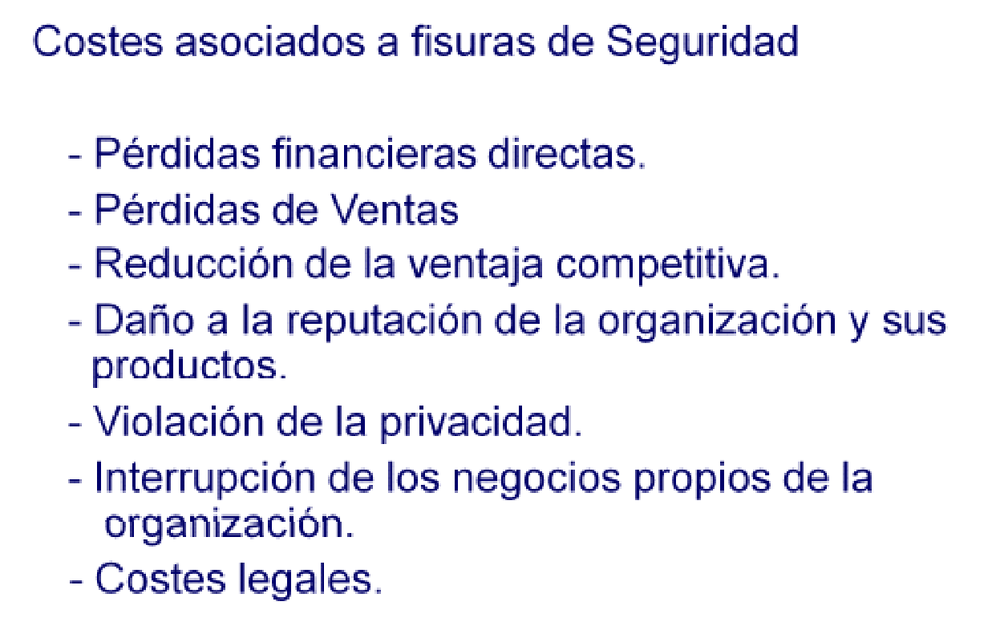 Costes asociados a fisuras de Seguridad
- Pérdidas financieras directas.
- Pérdidas de Ventas
- Reducción de la ventaja competitiva.
- Daño a la reputación de la organización y sus
productos.
- Violación de la privacidad.
- Interrupción de los negocios propios de la
organización.
- Costes legales.